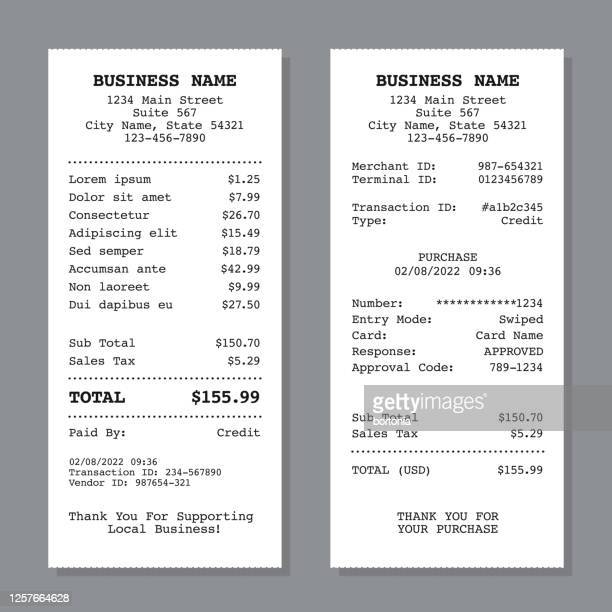 BUSINESS NAME
1234 Main Street
Suite 567
City Name, State 54321
123-456-7890
Lorem ipsum $1.25
Dolor sit amet $7.99
Consectetur $26.70
Adipiscing elit $15.49
Sed semper $18.79
Accumsan ante $42.99
Non laoreet $9.99
Dui dapibus eu $27.50
Sub Total $150.70
Sales Tax $5.29
TOTAL $155.99
Paid By: Credit
02/08/2022 09:36
Transaction ID: 234-567890
Vendor ID: 987654-321
Thank You For Supporting
Local Business!
BUSINESS NAME
1234 Main Street
Suite 567
City Name, State 54321
123-456-7890
Merchant ID: 987-654321
Terminal ID: 0123456789
Transaction ID: #a1b2c345
Type: Credit
PURCHASE
02/08/2022 09:36
Number: ************1234
Entry Mode: Swiped
Card: Card Name
Response: APPROVED
Approval Code: 789-1234
Sub Total $150.70
Sales Tax $5.29
TOTAL (USD) $155.99
THANK YOU FOR
YOUR PURCHASE
gettyimages
bortonia
1257664628